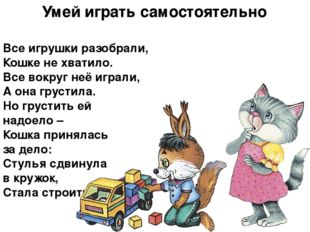 Умей играть самостоятельно
Все игрушки разобрали,
Кошке не хватило.
Все вокруг неё играли,
А она грустила.
Но грустить ей
надоело –
Кошка принялась
за дело:
Стулья сдвинула
в кружок,
Стала строит